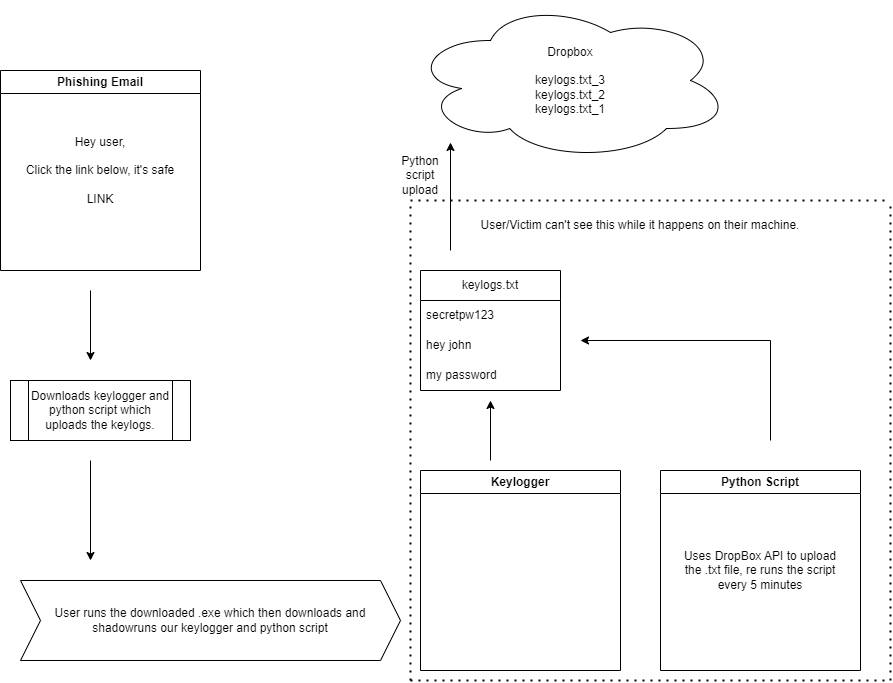 Phishing Email
Hey user,
Click the link below, it's safe
LINK
Downloads keylogger and
python script which
uploads the keylogs.
User runs the downloaded .exe which then downloads and
shadowruns our keylogger and python script
Dropbox
keylogs.txt_3
keylogs.txt_2
keylogs.txt_1
Python
script
upload
User/Victim can't see this while it happens on their machine.
keylogs.txt
secretpw123
hey john
my password
Keylogger
Python Script
Uses DropBox API to upload
the .txt file, re runs the script
every 5 minutes